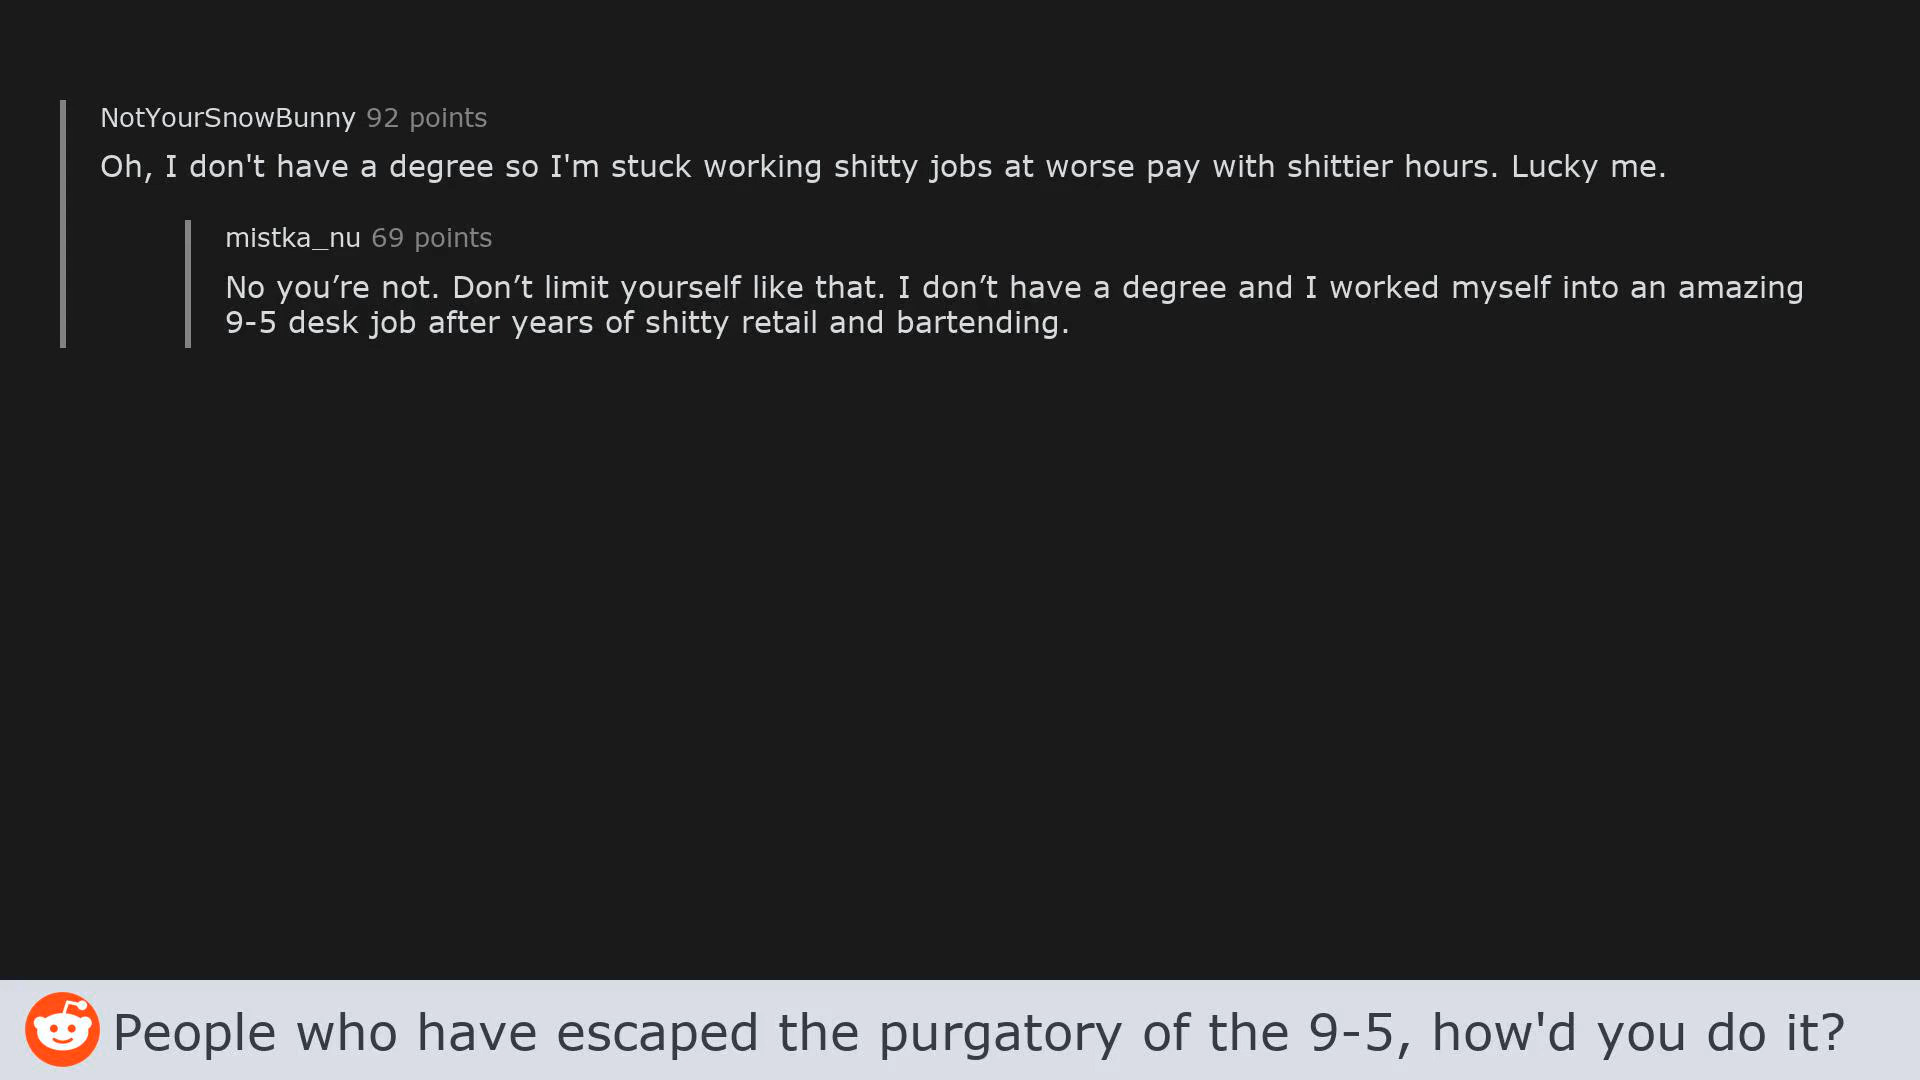 NotYourSnowBunny 92 points
Oh, I don't have a degree so I'm stuck working shitty jobs at worse pay with shittier hours. Lucky me.
mistka_nu 69 points
No you’re not. Don’t limit yourself like that. I don’t have a degree and I worked myself into an amazing
9-5 desk job after years of shitty retail and bartending.
People who have escaped the purgatory of the 9-5, how'd you do it?